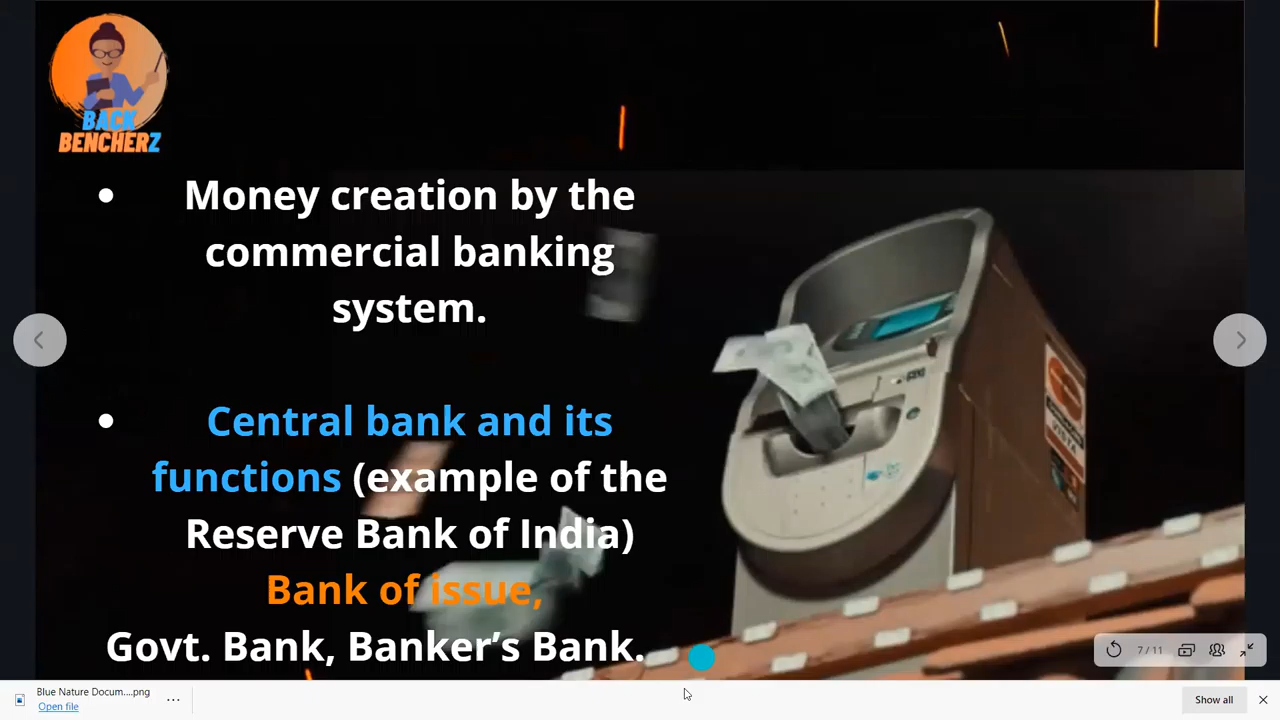 BACK
BENCHERZ
• Money creation by the
commercial banking
system.
• Central bank and its
functions (example of the
Reserve Bank of India)
Bank of issue,
Govt. Bank, Banker’s Bank.
7 / 11
Blue Nature Docum....png
Open file
Show all